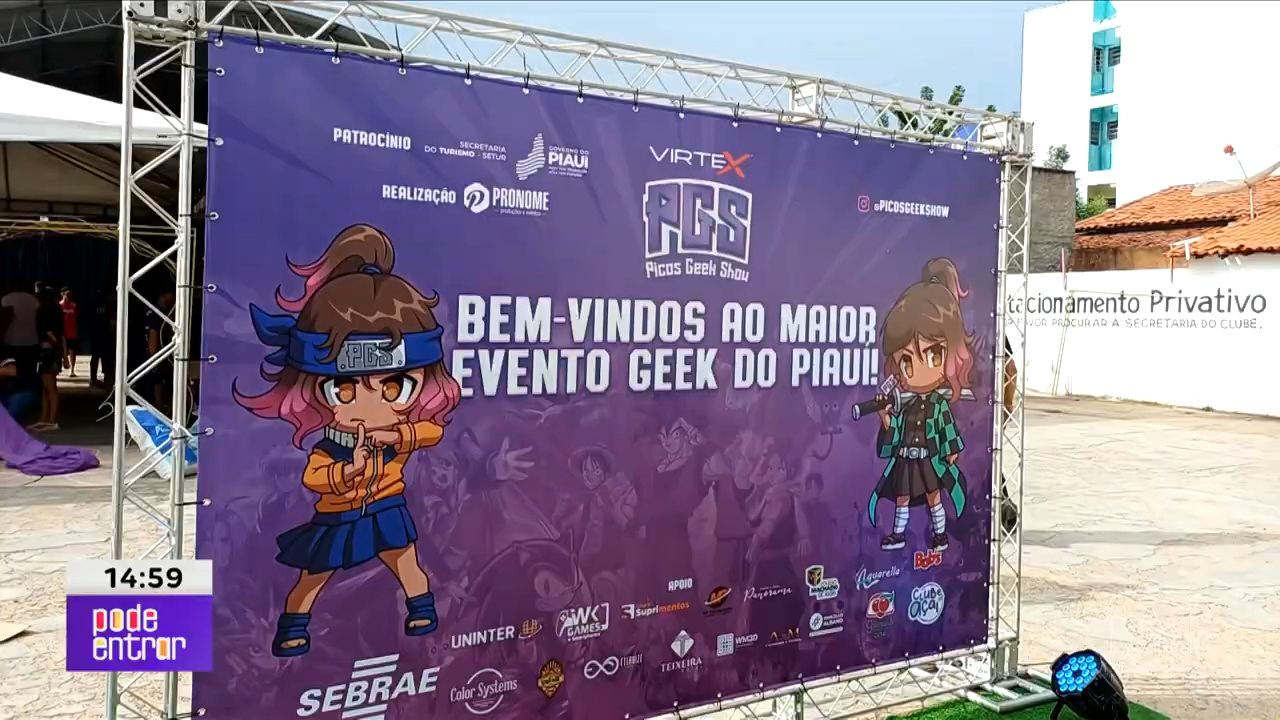 PATROCÍNIO
SECRETARIA
DO TURISMO - SETUR
GOVERNO DO
PIAUÍ
VIRTEX
REALIZAÇÃO
PRONOME
PGS
Picos Geek Show
@PICOSGEEKSHOW
BEM-VINDOS AO MAIOR
EVENTO GEEK DO PIAUÍ!
PGS
tacionamento Privativo
FAVOR PROCURAR A SECRETARIA DO CLUBE.
14:59
pode
entrar
APOIO
Bob's
Aquarella
Panorama
Suprimentos
WK
GAMES
UNINTER
Clube
Açaí
TEIXEIRA
SEBRAE
Color Systems